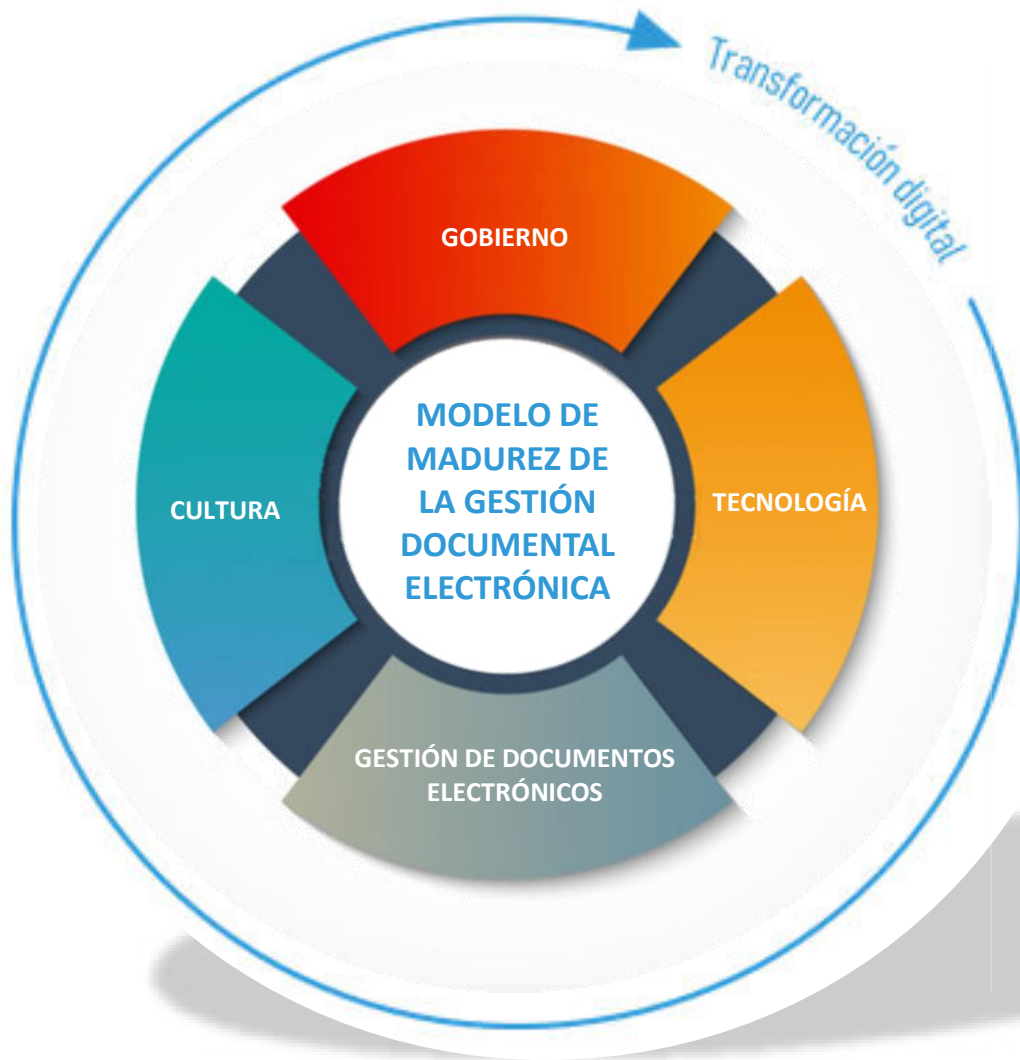 Transformación digital
GOBIERNO
CULTURA
MODELO DE
MADUREZ DE
LA GESTIÓN
DOCUMENTAL
ELECTRÓNICA
TECNOLOGÍA
GESTIÓN DE DOCUMENTOS
ELECTRÓNICOS